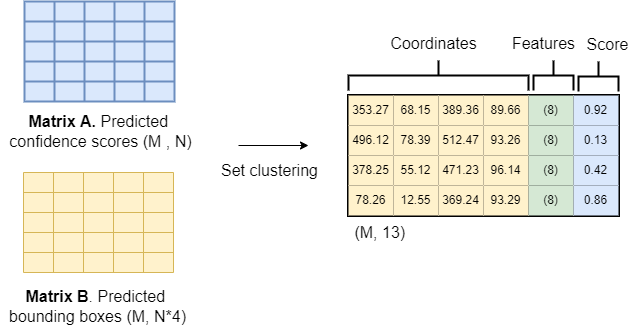 Matrix A. Predicted
confidence scores (M , N)
Matrix B. Predicted
bounding boxes (M, N*4)
Set clustering
Coordinates Features Score
353.27 68.15 389.36 89.66 (8) 0.92
496.12 78.39 512.47 93.26 (8) 0.13
378.25 55.12 471.23 96.14 (8) 0.42
78.26 12.55 369.24 93.29 (8) 0.86
(M, 13)